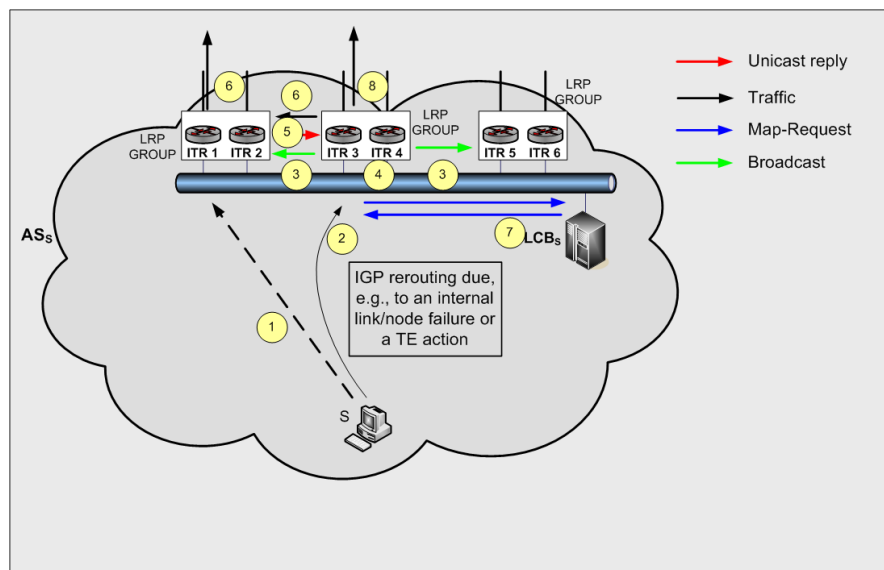 Unicast reply
Traffic
Map-Request
Broadcast
6
6
8
LRP
GROUP
LRP
GROUP
5
LRP
GROUP
ITR 1
ITR 2
ITR 3
ITR 4
ITR 5
ITR 6
3
4
3
ASs
2
7
LCBs
IGP rerouting due,
e.g., to an internal
link/node failure or
a TE action
1
S